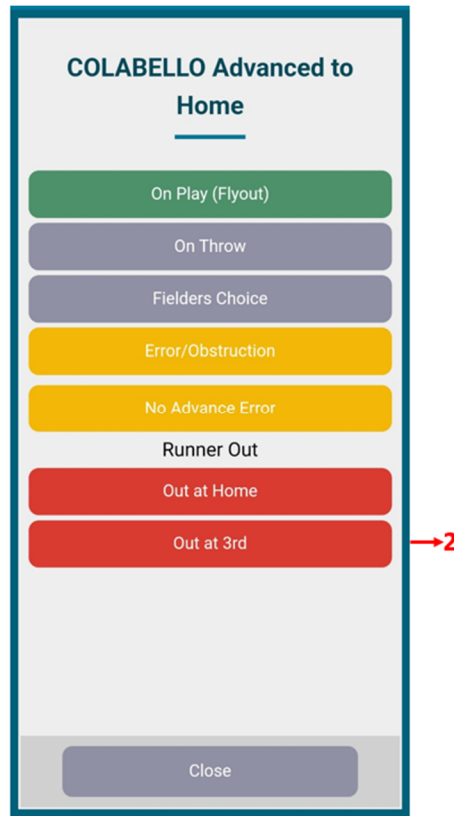 COLABELLO Advanced to
Home
On Play (Flyout)
On Throw
Fielders Choice
Error/Obstruction
No Advance Error
Runner Out
Out at Home
Out at 3rd
2
Close